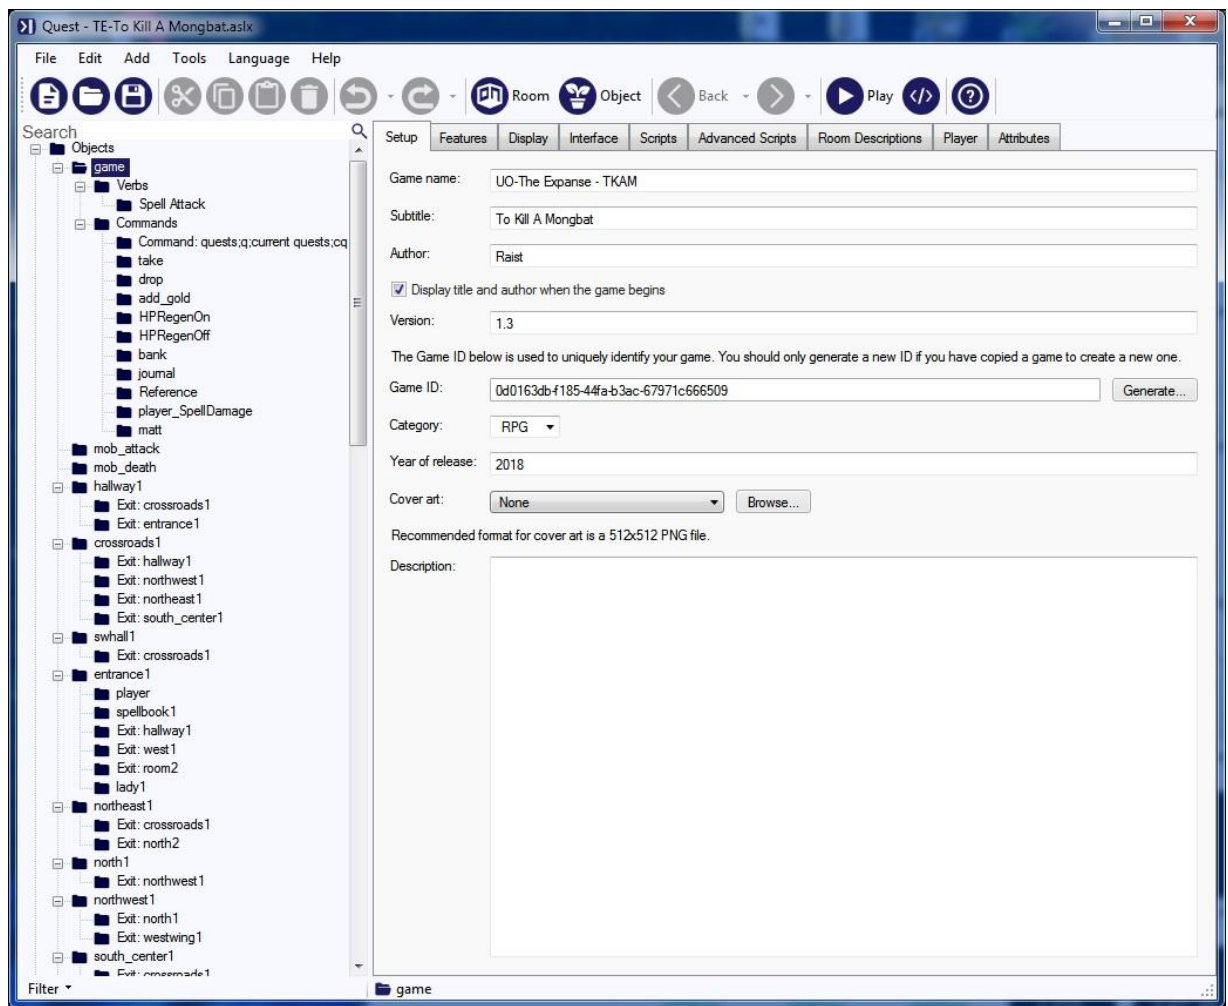 Quest - TE-To Kill A Mongbat.aslx
File Edit Add Tools Language Help
Room Object Back Play
Search
Objects
game
Verbs
Spell Attack
Commands
Command: quests;q;current quests;cq
take
drop
add_gold
HPRegenOn
HPRegenOff
bank
journal
Reference
player_SpellDamage
matt
mob_attack
mob_death
hallway1
Exit: crossroads1
Exit: entrance1
crossroads1
Exit: hallway1
Exit: northwest1
Exit: northeast1
Exit: south_center1
swhall1
Exit: crossroads1
entrance1
player
spellbook1
Exit: hallway1
Exit: west1
Exit: room2
lady1
northeast1
Exit: crossroads1
Exit: north2
north1
Exit: northwest1
northwest1
Exit: north1
Exit: westwing1
south_center1
Exit: crossroads1
Filter
Setup Features Display Interface Scripts Advanced Scripts Room Descriptions Player Attributes
Game name: UO-The Expanse - TKAM
Subtitle: To Kill A Mongbat
Author: Raist
Display title and author when the game begins
Version: 1.3
The Game ID below is used to uniquely identify your game. You should only generate a new ID if you have copied a game to create a new one.
Game ID: 0d0163db-f185-44fa-b3ac-67971c666509 Generate...
Category: RPG
Year of release: 2018
Cover art: None Browse...
Recommended format for cover art is a 512x512 PNG file.
Description:
game